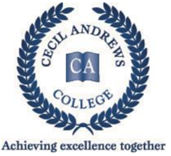 CECIL ANDREWS
CA
COLLEGE
Achieving excellence together